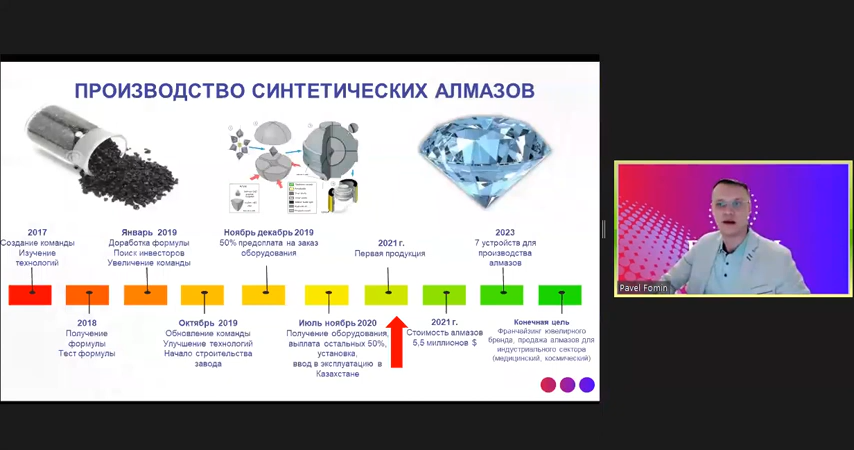 ПРОИЗВОДСТВО СИНТЕТИЧЕСКИХ АЛМАЗОВ
2017
Создание команды
Изучение
технологий
Январь 2019
Доработка формулы
Поиск инвесторов
Увеличение команды
Ноябрь декабрь 2019
50% предоплата на заказ
оборудования
2021 г.
Первая продукция
2023
7 устройств для
производства
алмазов
2018
Получение
формулы
Тест формулы
Октябрь 2019
Обновление команды
Улучшение технологий
Начало строительства
завода
Июль ноябрь 2020
Получение оборудования,
выплата остальных 50%,
установка,
ввод в эксплуатацию в
Казахстане
2021 г.
Стоимость алмазов
5,5 миллионов $
Конечная цель
Франчайзинг ювелирного
бренда, продажа алмазов для
индустриального сектора
(медицинский, космический)
Pavel Fomin